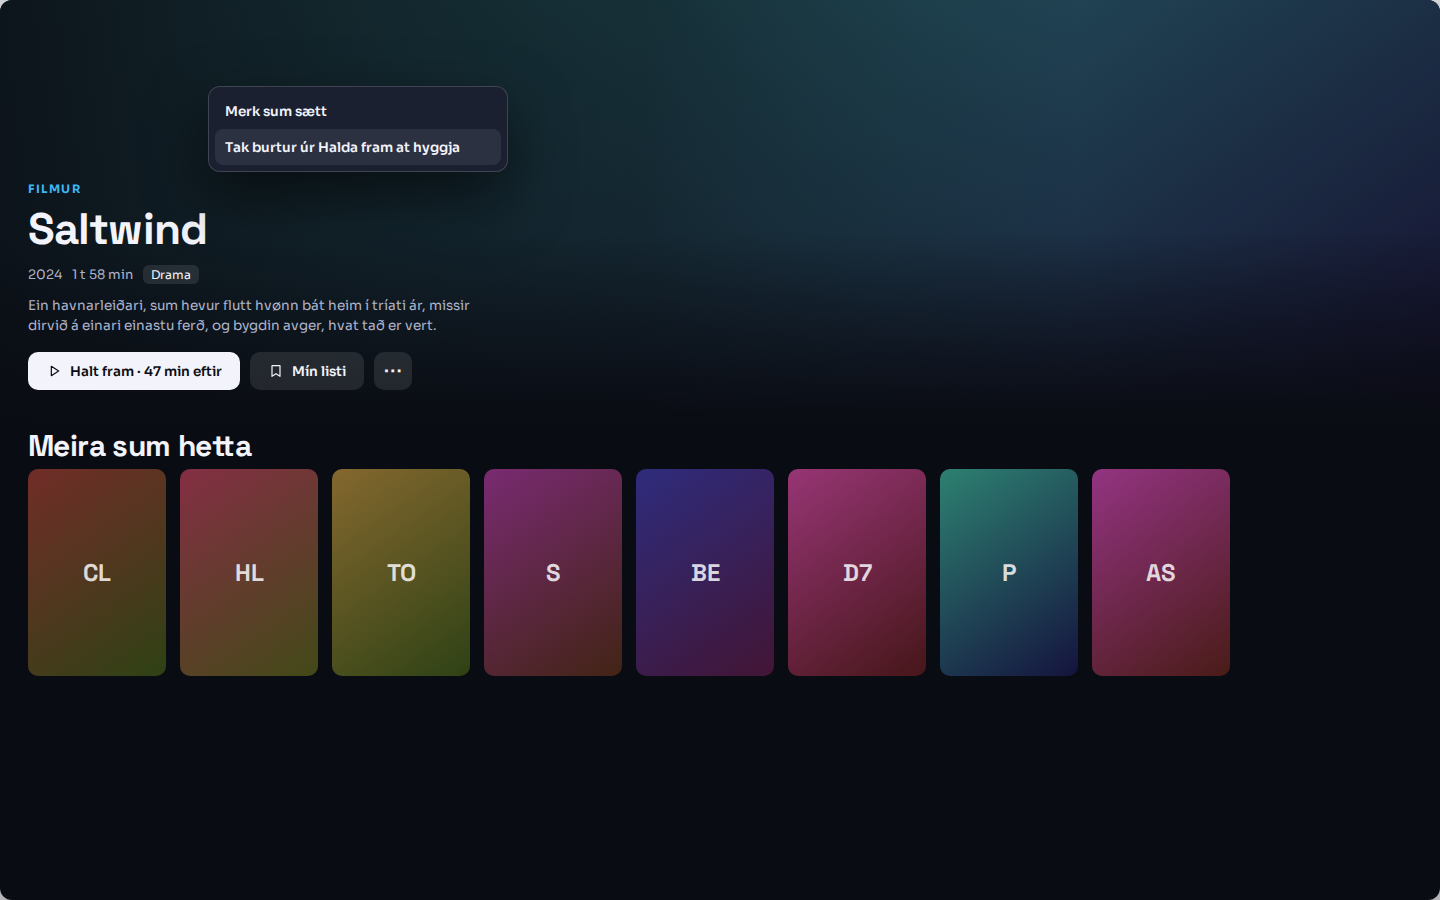 Merk sum sætt
Tak burtur úr Halda fram at hyggja
FILMUR
Saltwind
2024 1 t 58 min Drama
Ein havnarleiðari, sum hevur flutt hvønn bát heim í tríati ár, missir
dirvið á einari einastu ferð, og bygdin avger, hvat tað er vert.
Halt fram · 47 min eftir
Mín listi
Meira sum hetta
CL HL TO S BE D7 P AS